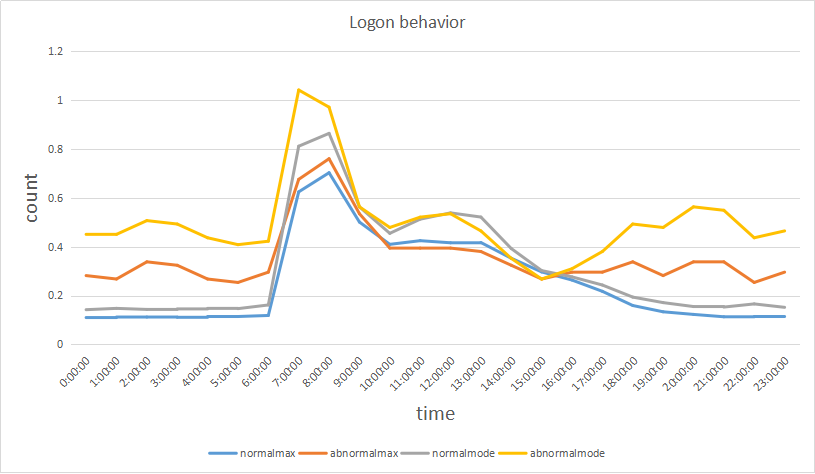 Logon behavior
1.2
1
0.8
0.6
0.4
0.2
0
count
0:00:00 1:00:00 2:00:00 3:00:00 4:00:00 5:00:00 6:00:00 7:00:00 8:00:00 9:00:00 10:00:00 11:00:00 12:00:00 13:00:00 14:00:00 15:00:00 16:00:00 17:00:00 18:00:00 19:00:00 20:00:00 21:00:00 22:00:00 23:00:00
time
normalmax abnormalmax normalmode abnormalmode